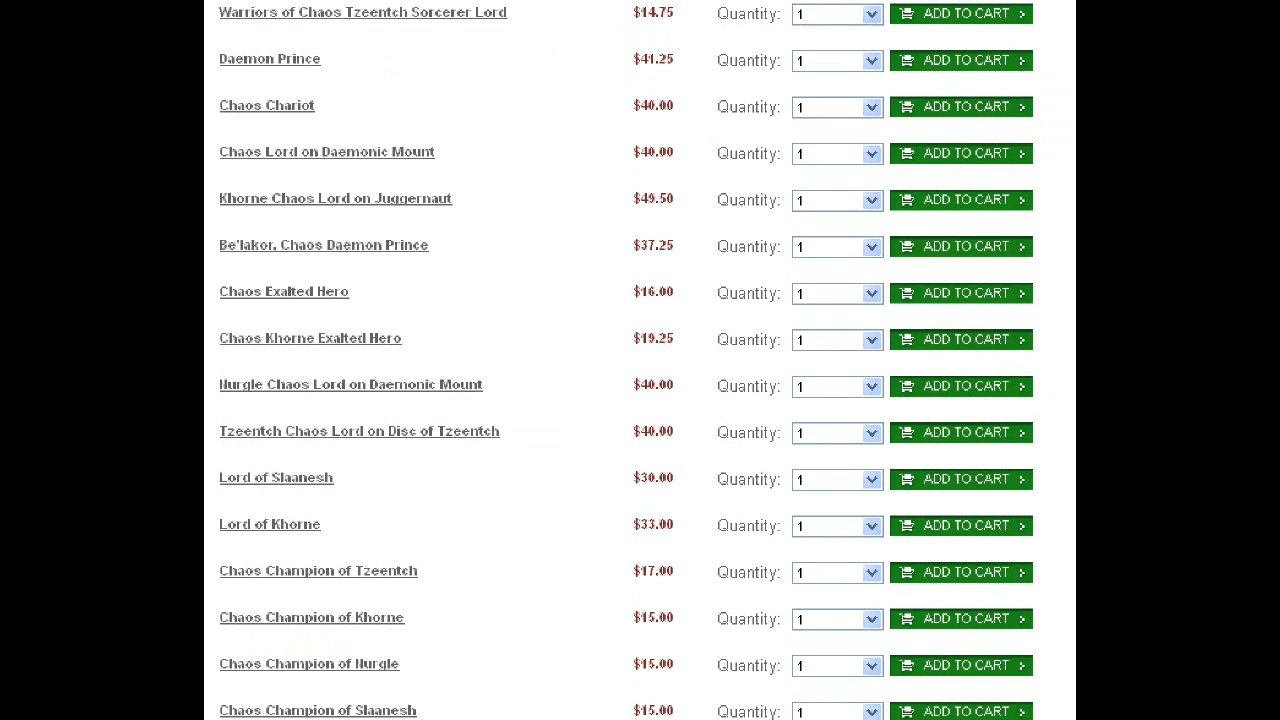 Warriors of Chaos Tzeentch Sorcerer Lord $14.75 Quantity: 1 ADD TO CART
Daemon Prince $41.25 Quantity: 1 ADD TO CART
Chaos Chariot $40.00 Quantity: 1 ADD TO CART
Chaos Lord on Daemonic Mount $40.00 Quantity: 1 ADD TO CART
Khorne Chaos Lord on Juggernaut $49.50 Quantity: 1 ADD TO CART
Be'lakor, Chaos Daemon Prince $37.25 Quantity: 1 ADD TO CART
Chaos Exalted Hero $16.00 Quantity: 1 ADD TO CART
Chaos Khorne Exalted Hero $19.25 Quantity: 1 ADD TO CART
Nurgle Chaos Lord on Daemonic Mount $40.00 Quantity: 1 ADD TO CART
Tzeentch Chaos Lord on Disc of Tzeentch $40.00 Quantity: 1 ADD TO CART
Lord of Slaanesh $30.00 Quantity: 1 ADD TO CART
Lord of Khorne $33.00 Quantity: 1 ADD TO CART
Chaos Champion of Tzeentch $17.00 Quantity: 1 ADD TO CART
Chaos Champion of Khorne $15.00 Quantity: 1 ADD TO CART
Chaos Champion of Nurgle $15.00 Quantity: 1 ADD TO CART
Chaos Champion of Slaanesh $15.00 Quantity: 1 ADD TO CART